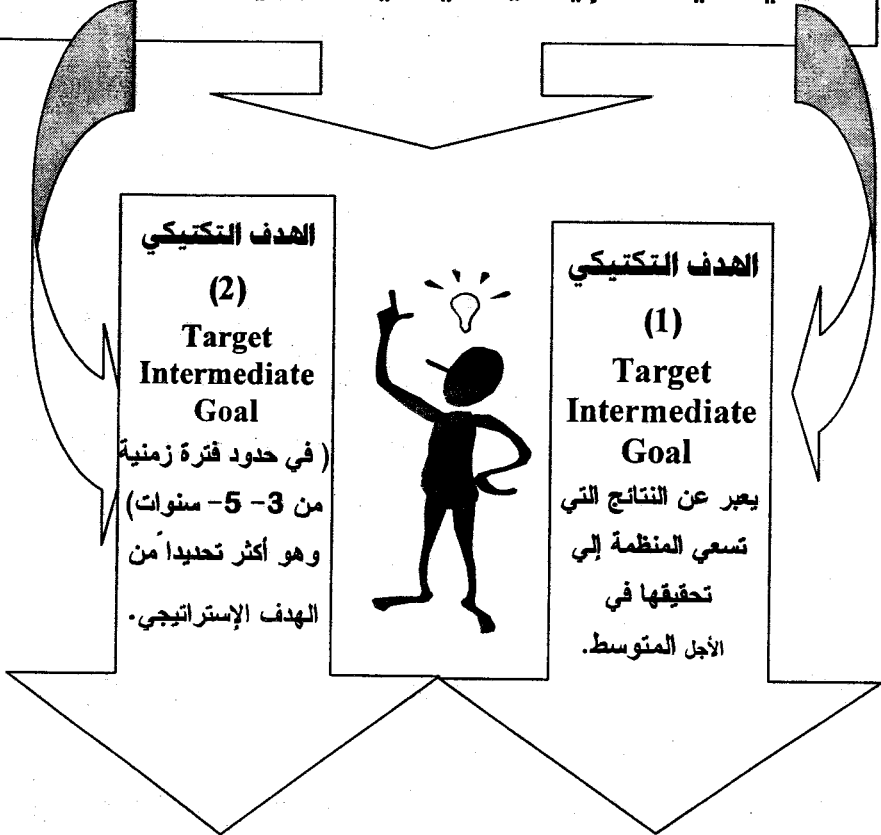 الهدف التكتيكي
(1)
Target
Intermediate
Goal
يعبر عن النتائج التي
تسعي المنظمة إلي
تحقيقها في
الأجل المتوسط.
الهدف التكتيكي
(2)
Target
Intermediate
Goal
( في حدود فترة زمنية
من 3- 5- سنوات)
وهو أكثر تحديداً من
الهدف الإستراتيجي.